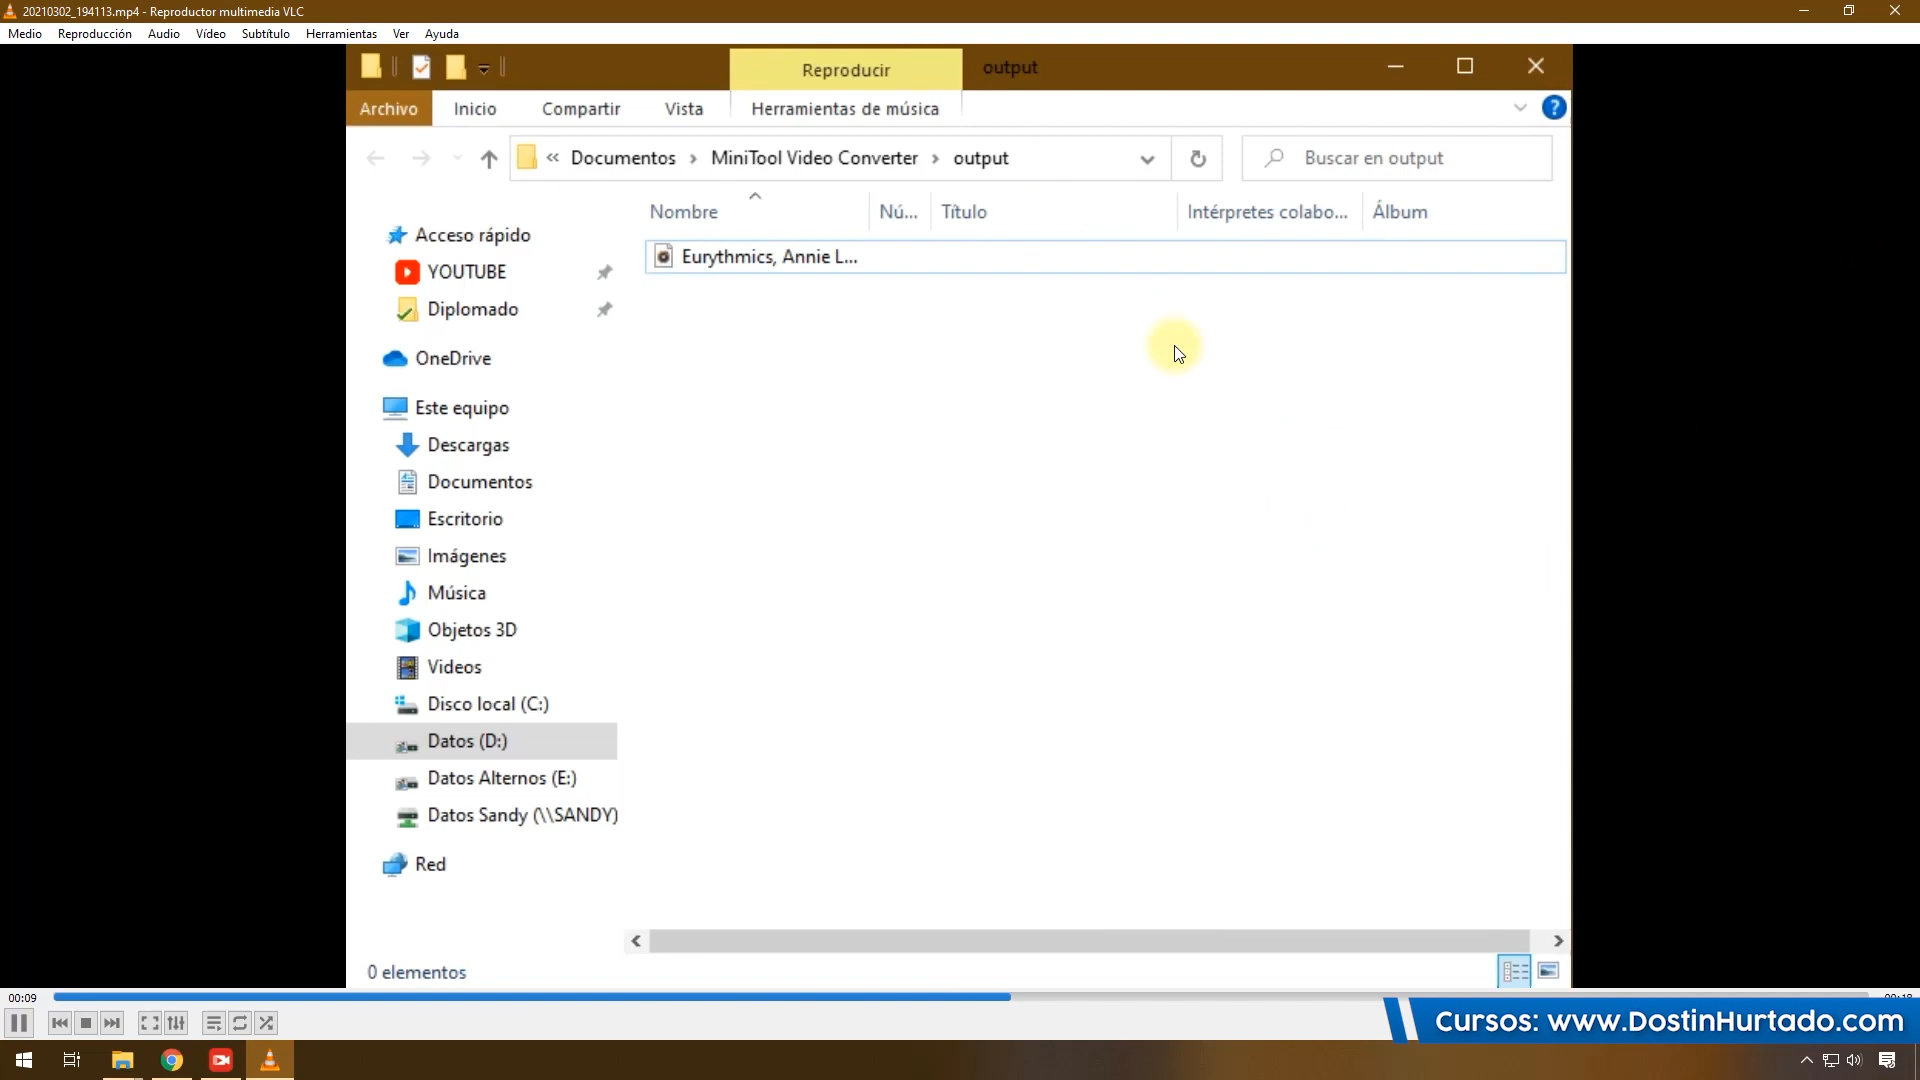 20210302_194113.mp4 - Reproductor multimedia VLC
Medio Reproducción Audio Vídeo Subtítulo Herramientas Ver Ayuda
Reproducir output
Archivo Inicio Compartir Vista Herramientas de música
« Documentos › MiniTool Video Converter › output Buscar en output
Nombre Nú... Título Intérpretes colabo... Álbum
Eurythmics, Annie L...
Acceso rápido
YOUTUBE
Diplomado
OneDrive
Este equipo
Descargas
Documentos
Escritorio
Imágenes
Música
Objetos 3D
Videos
Disco local (C:)
Datos (D:)
Datos Alternos (E:)
Datos Sandy (\\SANDY)
Red
0 elementos
00:09
Cursos: www.DostinHurtado.com